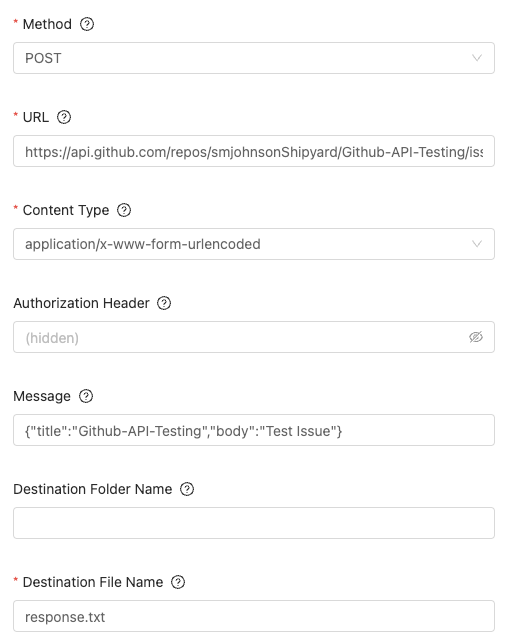 * Method
POST
* URL
https://api.github.com/repos/smjohnsonShipyard/Github-API-Testing/iss
* Content Type
application/x-www-form-urlencoded
Authorization Header
(hidden)
Message
{"title":"Github-API-Testing","body":"Test Issue"}
Destination Folder Name
* Destination File Name
response.txt